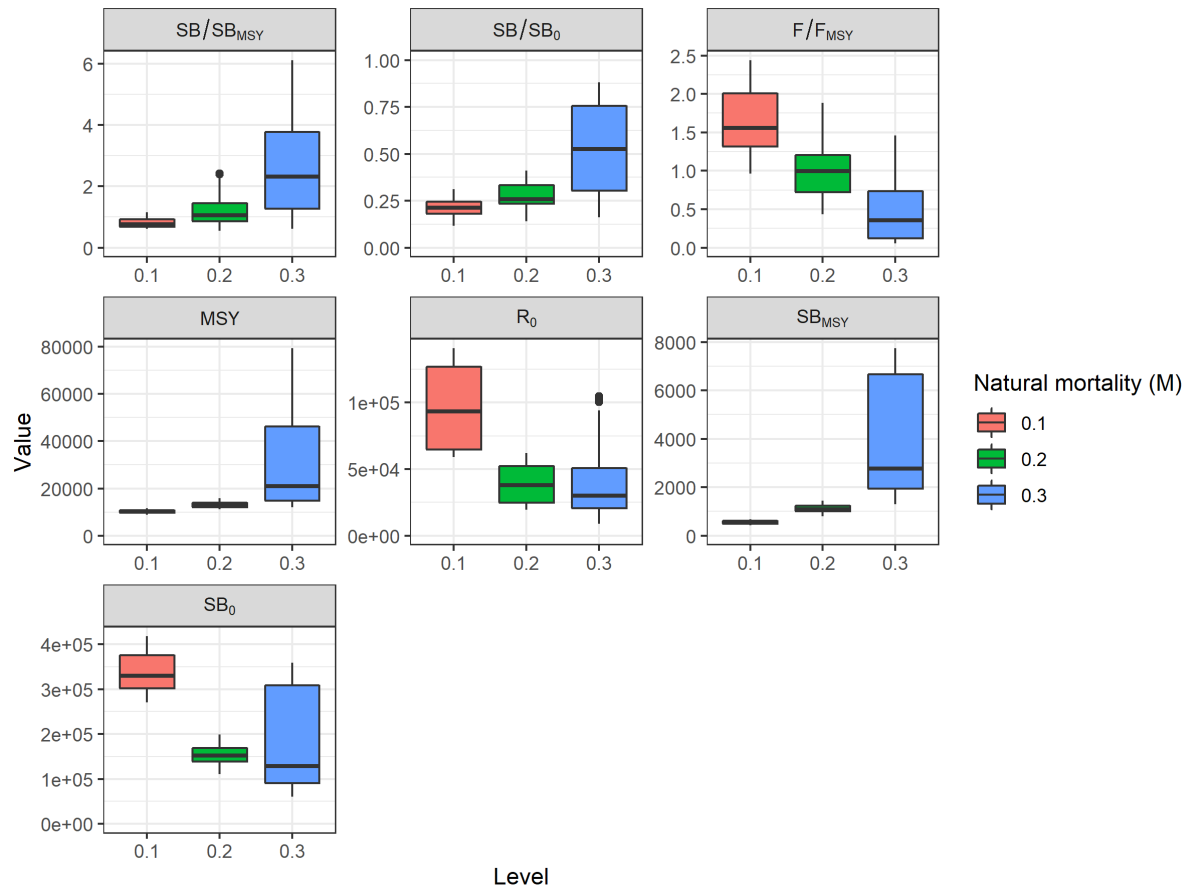 SB/SB_MSY
SB/SB_0
F/F_MSY
6
4
2
0
1.00
0.75
0.50
0.25
0.00
2.5
2.0
1.5
1.0
0.5
0.0
0.1 0.2 0.3
0.1 0.2 0.3
0.1 0.2 0.3
MSY
R_0
SB_MSY
80000
60000
40000
20000
0
1e+05
5e+04
0e+00
8000
6000
4000
2000
0
0.1 0.2 0.3
0.1 0.2 0.3
0.1 0.2 0.3
SB_0
4e+05
3e+05
2e+05
1e+05
0e+00
0.1 0.2 0.3
Value
Level
Natural mortality (M)
0.1
0.2
0.3